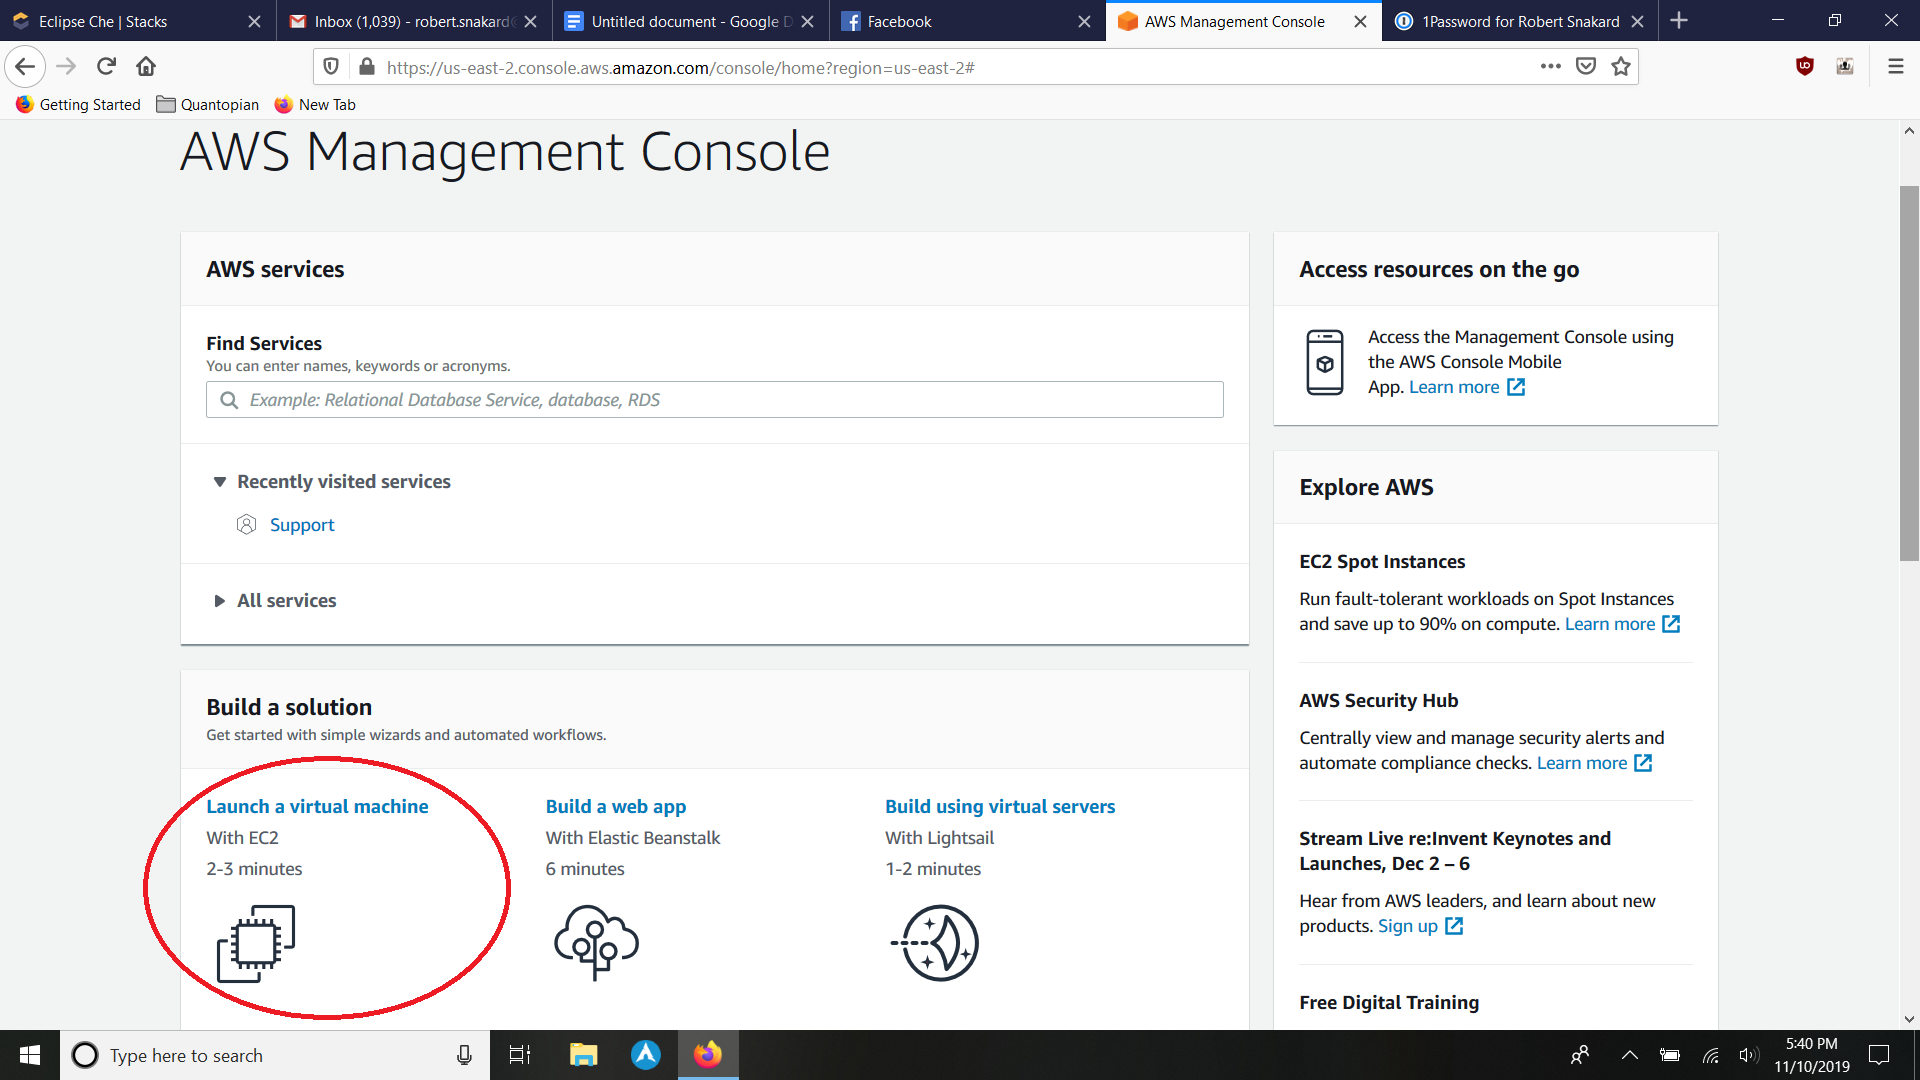 Eclipse Che | Stacks
Inbox (1,039) - robert.snakard@
Untitled document - Google D
Facebook
AWS Management Console
1Password for Robert Snakard
https://us-east-2.console.aws.amazon.com/console/home?region=us-east-2#
Getting Started
Quantopian
New Tab
AWS Management Console
AWS services
Find Services
You can enter names, keywords or acronyms.
Example: Relational Database Service, database, RDS
Recently visited services
Support
All services
Build a solution
Get started with simple wizards and automated workflows.
Launch a virtual machine
With EC2
2-3 minutes
Build a web app
With Elastic Beanstalk
6 minutes
Build using virtual servers
With Lightsail
1-2 minutes
Access resources on the go
Access the Management Console using
the AWS Console Mobile
App. Learn more
Explore AWS
EC2 Spot Instances
Run fault-tolerant workloads on Spot Instances
and save up to 90% on compute. Learn more
AWS Security Hub
Centrally view and manage security alerts and
automate compliance checks. Learn more
Stream Live re:Invent Keynotes and
Launches, Dec 2 – 6
Hear from AWS leaders, and learn about new
products. Sign up
Free Digital Training
Type here to search
5:40 PM
11/10/2019